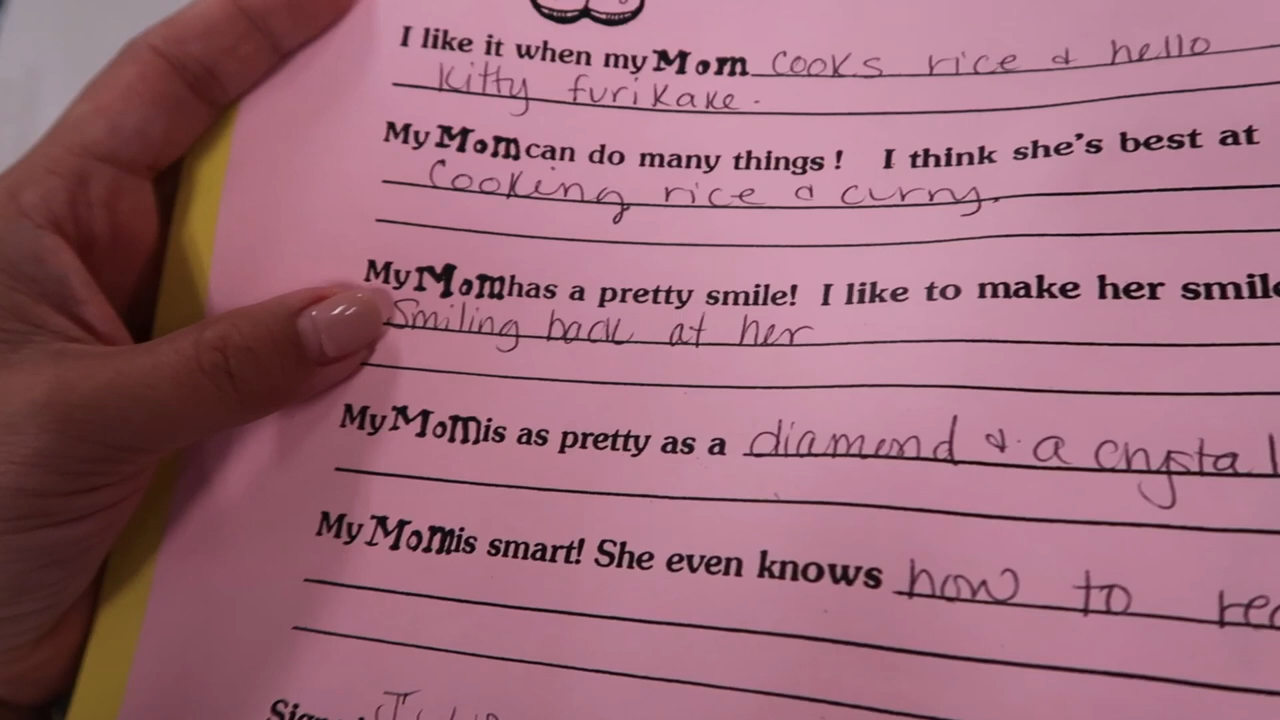 I like it when my Mom cooks rice & hello
kitty furikake.
My Mom can do many things! I think she's best at
Cooking rice & curry.
My Mom has a pretty smile! I like to make her smile
Smiling back at her
My Mom is as pretty as a diamond & a crystal
My Mom is smart! She even knows how to